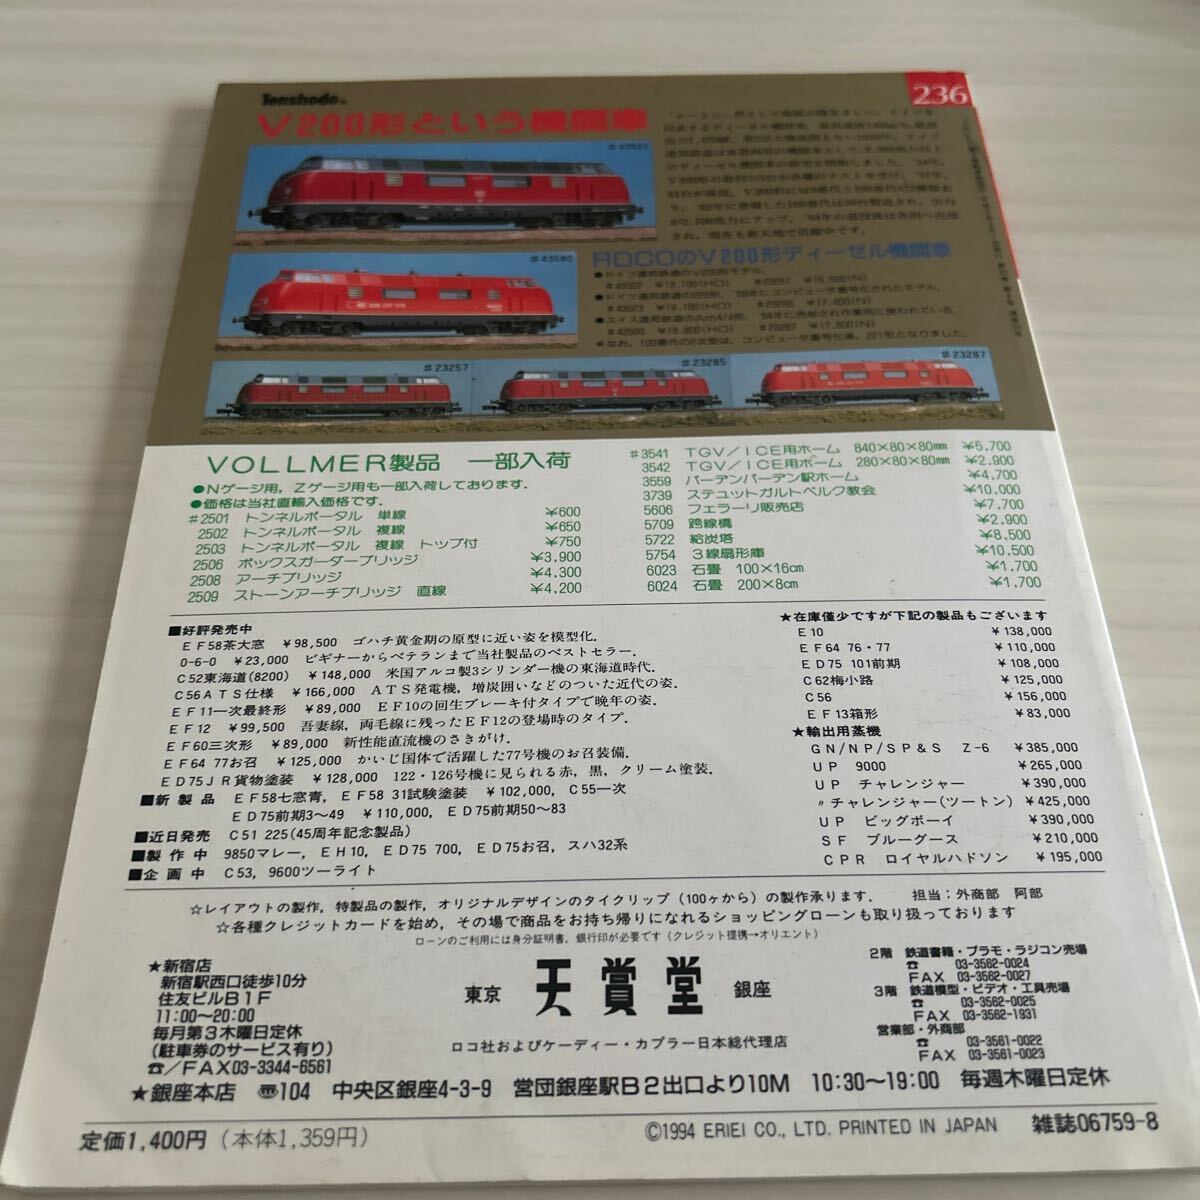 Tenshodo
236
V200形という機関車
#43523
ROCOのV200形ディーゼル機関車
#43580
●ドイツ連邦鉄道のV200形モデル.
●スイス連邦鉄道のAm4/4形,
#23257
#23285
#23287
VOLLMER製品 一部入荷
●Nゲージ用,Zゲージ用も一部入荷しております.
●価格は当社直輸入価格です.
#2501 トンネルポータル 単線 ¥600
2502 トンネルポータル 複線 ¥650
2503 トンネルポータル 複線 トップ付 ¥750
2506 ボックスガーダーブリッジ ¥3,900
2508 アーチブリッジ ¥4,300
2509 ストーンアーチブリッジ 直線 ¥4,200
#3541 TGV/ICE用ホーム 840×80×80mm ¥5,700
3542 TGV/ICE用ホーム 280×80×80mm ¥2,900
3559 バーデンバーデン駅ホーム ¥4,700
3739 ステュットガルトベルク教会 ¥10,000
5606 フェラーリ販売店 ¥7,700
5709 跨線橋 ¥2,900
5722 給炭塔 ¥8,500
5754 3線扇形庫 ¥10,500
6023 石畳 100×16cm ¥1,700
6024 石畳 200×8cm ¥1,700
■好評発売中
EF58茶大窓 ¥98,500 ゴハチ黄金期の原型に近い姿を模型化.
0-6-0 ¥23,000 ビギナーからベテランまで当社製品のベストセラー.
C52東海道(8200) ¥148,000 米国アルコ製3シリンダー機の東海道時代.
C56ATS仕様 ¥166,000 ATS発電機,増炭囲いなどのついた近代の姿.
EF11一次最終形 ¥89,000 EF10の回生ブレーキ付タイプで晩年の姿.
EF12 ¥99,500 吾妻線,両毛線に残ったEF12の登場時のタイプ.
EF60三次形 ¥89,000 新性能直流機のさきがけ.
EF64 77お召 ¥125,000 かいじ国体で活躍した77号機のお召装備.
ED75JR貨物塗装 ¥128,000 122・126号機に見られる赤,黒,クリーム塗装.
■新製品 EF58七窓青,EF58 31試験塗装 ¥102,000,C55一次
ED75前期3〜49 ¥110,000,ED75前期50〜83
■近日発売 C51 225(45周年記念製品)
■製作中 9850マレー,EH10,ED75 700,ED75お召,スハ32系
■企画中 C53,9600ツーライト
★在庫僅少ですが下記の製品もございます
E10 ¥138,000
EF64 76・77 ¥110,000
ED75 101前期 ¥108,000
C62梅小路 ¥125,000
C56 ¥156,000
EF13箱形 ¥83,000
★輸出用蒸機
GN/NP/SP&S Z-6 ¥385,000
UP 9000 ¥265,000
UP チャレンジャー ¥390,000
〃チャレンジャー(ツートン) ¥425,000
UP ビッグボーイ ¥390,000
SF ブルーグース ¥210,000
CPR ロイヤルハドソン ¥195,000
☆レイアウトの製作,特製品の製作,オリジナルデザインのタイクリップ(100ヶから)の製作承ります. 担当:外商部 阿部
☆各種クレジットカードを始め,その場で商品をお持ち帰りになれるショッピングローンも取り扱っております
ローンのご利用には身分証明書,銀行印が必要です(クレジット提携→オリエント)
★新宿店
新宿駅西口徒歩10分
住友ビルB1F
11:00〜20:00
毎月第3木曜日定休
(駐車券のサービス有り)
☎/FAX03-3344-6561
東京 天賞堂 銀座
ロコ社およびケーディー・カプラー日本総代理店
2階 鉄道書籍・プラモ・ラジコン売場
☎ 03-3562-0024
FAX 03-3562-0027
3階 鉄道模型・ビデオ・工具売場
☎ 03-3562-0025
FAX 03-3562-1931
営業部・外商部
☎ 03-3561-0022
FAX 03-3561-0023
★銀座本店 〠104 中央区銀座4-3-9 営団銀座駅B2出口より10M 10:30〜19:00 毎週木曜日定休
定価1,400円(本体1,359円)
©1994 ERIEI CO., LTD. PRINTED IN JAPAN 雑誌06759-8